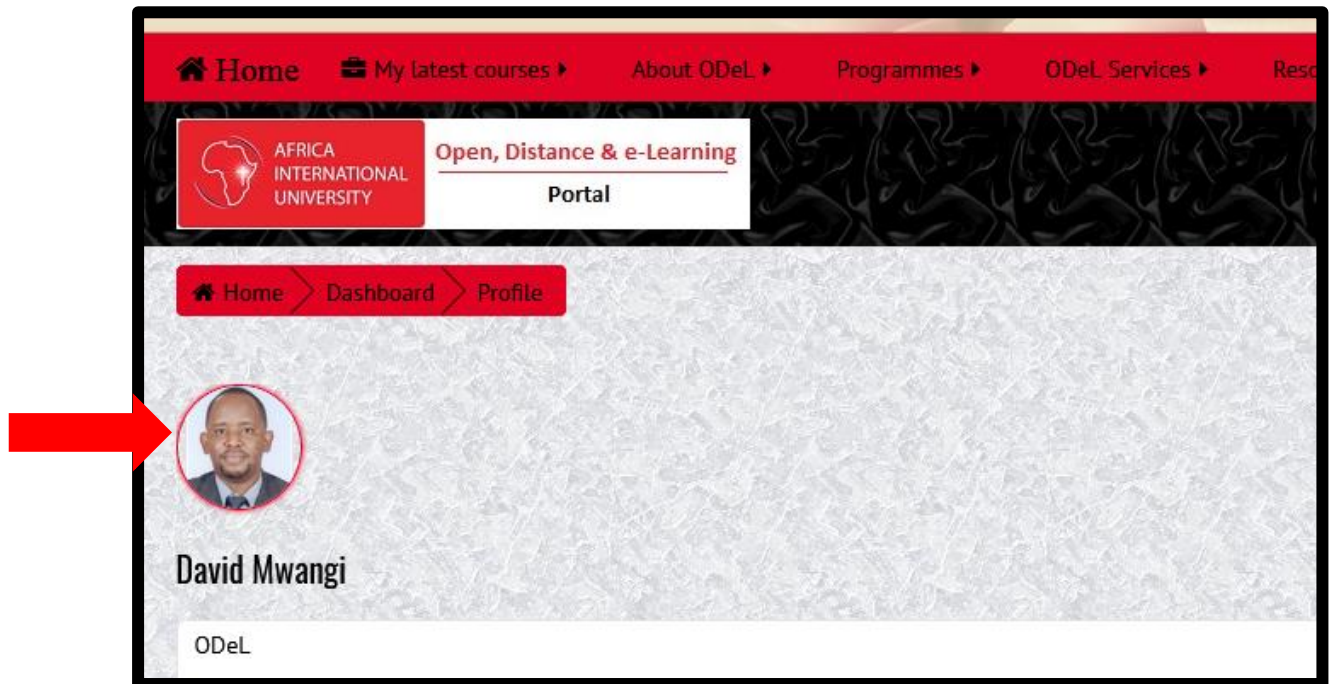 Home My latest courses About ODeL Programmes ODeL Services Reso
AFRICA
INTERNATIONAL
UNIVERSITY
Open, Distance & e-Learning
Portal
Home Dashboard Profile
David Mwangi
ODeL